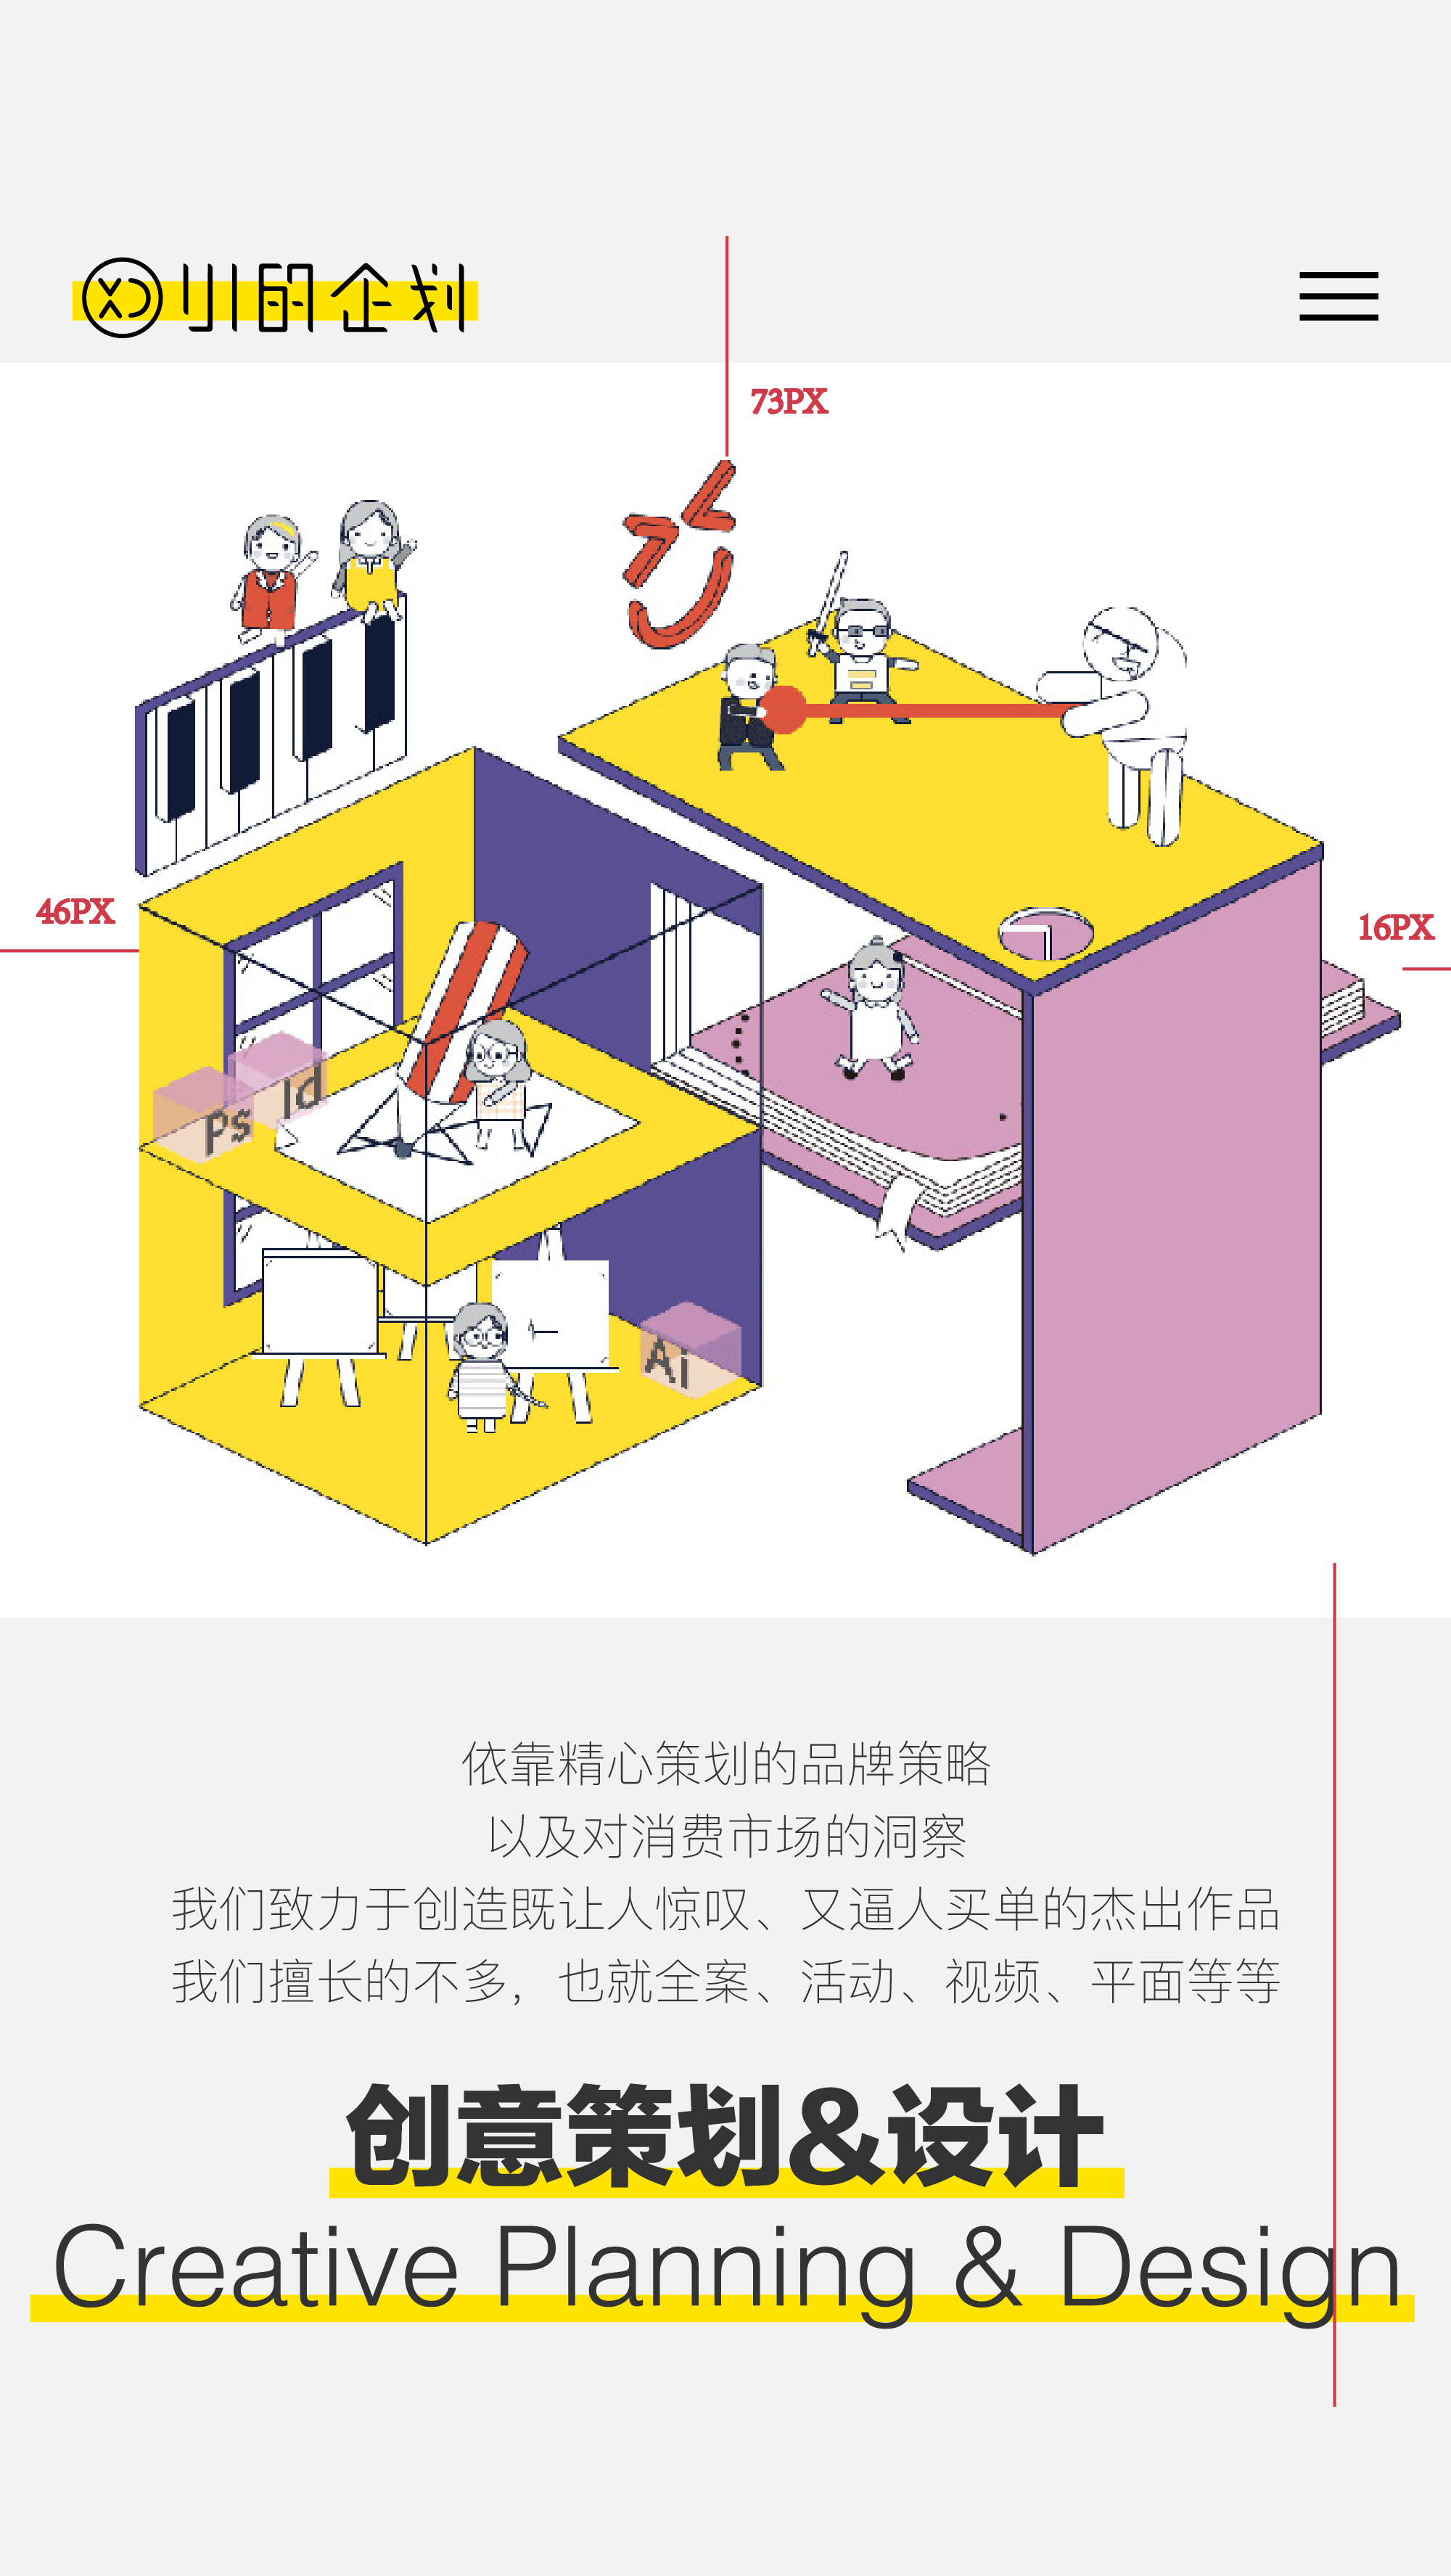 XD 小的企划
73PX
46PX
16PX
Ps
Id
Ai
依靠精心策划的品牌策略
以及对消费市场的洞察
我们致力于创造既让人惊叹、又逼人买单的杰出作品
我们擅长的不多，也就全案、活动、视频、平面等等
创意策划&设计
Creative Planning & Design